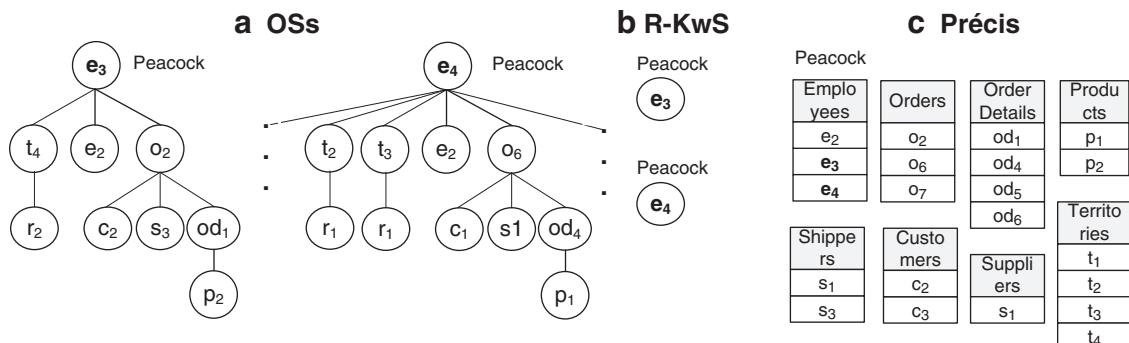 a OSs
b R-KwS
c Précis
e3 Peacock
e4 Peacock
t4 e2 o2
t2 t3 e2 o6
r2 c2 s3 od1
r1 r1 c1 s1 od4
p2
p1
Peacock
e3
Peacock
e4
Peacock
Emplo
yees
e2
e3
e4
Orders
o2
o6
o7
Order
Details
od1
od4
od5
od6
Produ
cts
p1
p2
Shippe
rs
s1
s3
Custo
mers
c2
c3
Suppli
ers
s1
Territo
ries
t1
t2
t3
t4